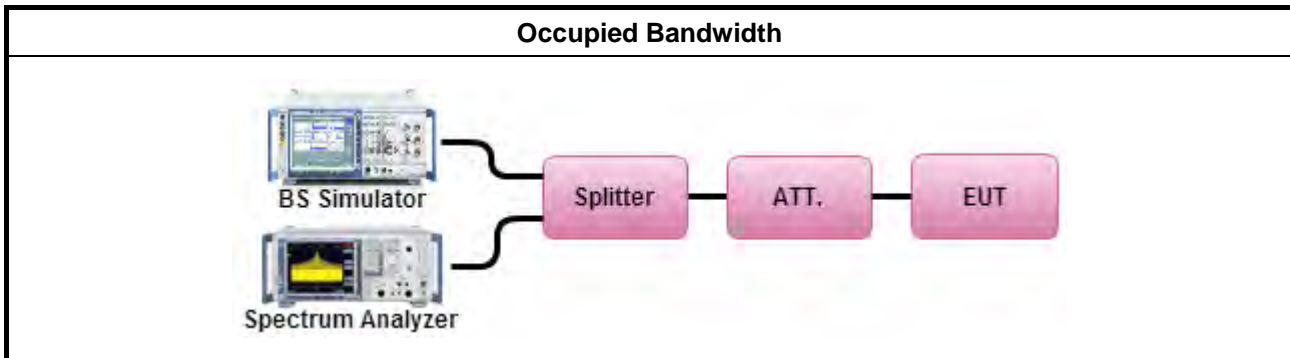 Occupied Bandwidth
BS Simulator
Splitter
ATT.
EUT
Spectrum Analyzer